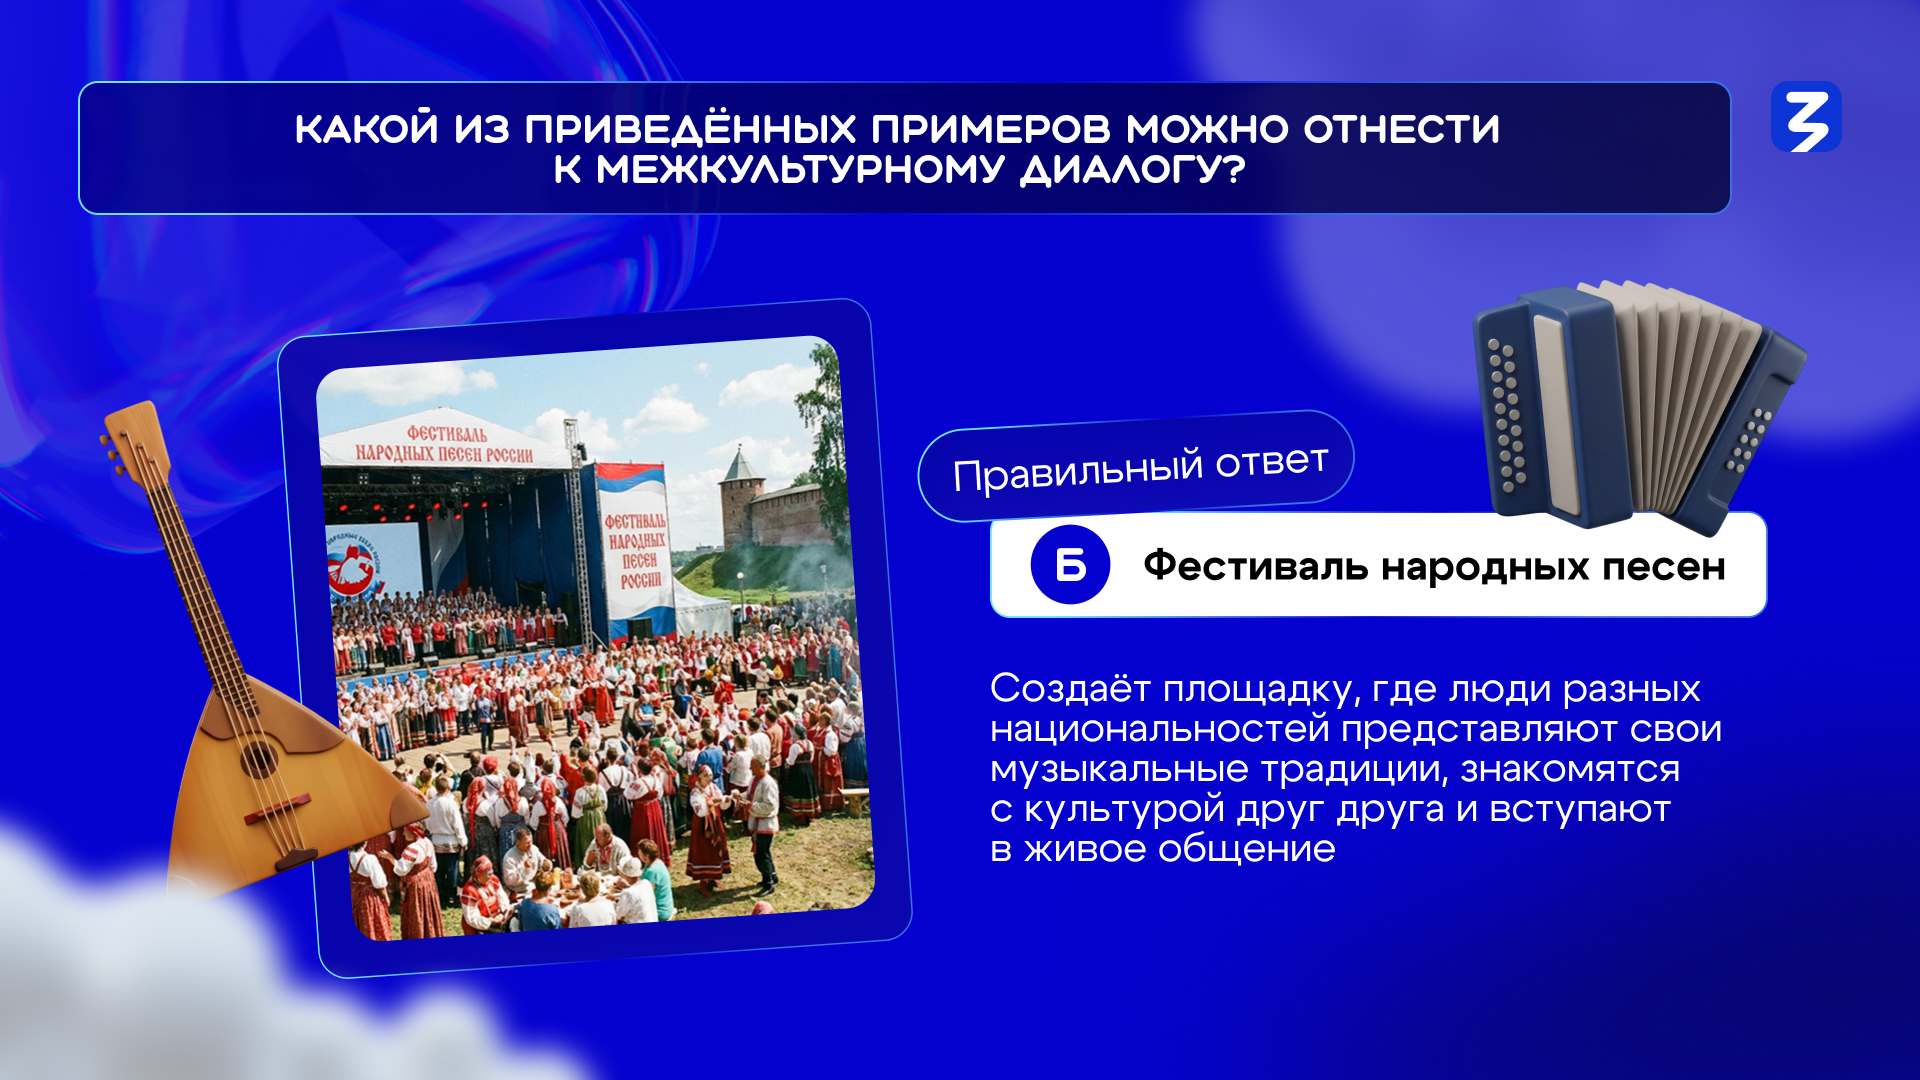 КАКОЙ ИЗ ПРИВЕДЁННЫХ ПРИМЕРОВ МОЖНО ОТНЕСТИ
К МЕЖКУЛЬТУРНОМУ ДИАЛОГУ?
ФЕСТИВАЛЬ
НАРОДНЫХ ПЕСЕН РОССИИ
ФЕСТИВАЛЬ
НАРОДНЫХ
ПЕСЕН
РОССИИ
Правильный ответ
Б Фестиваль народных песен
Создаёт площадку, где люди разных
национальностей представляют свои
музыкальные традиции, знакомятся
с культурой друг друга и вступают
в живое общение